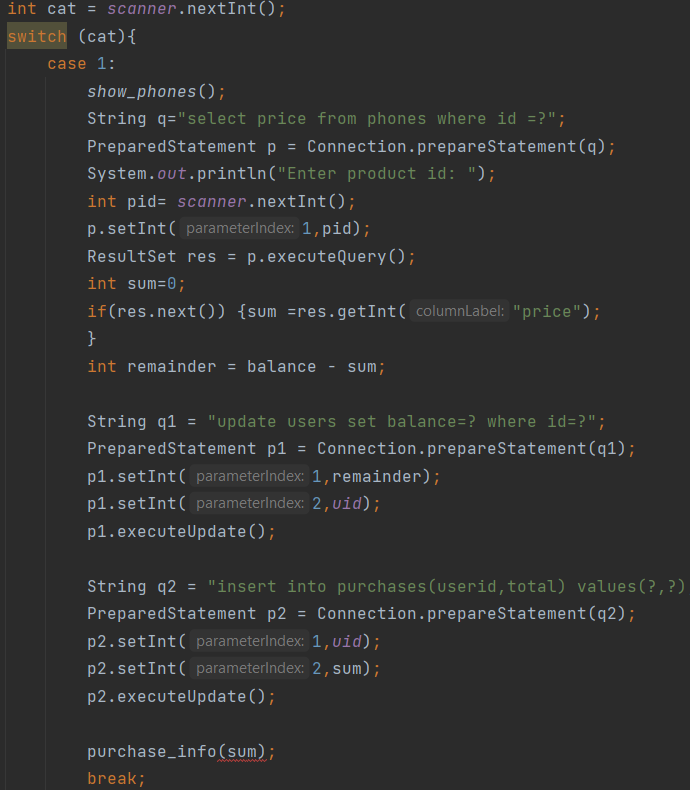 int cat = scanner.nextInt();
switch (cat){
case 1:
show_phones();
String q="select price from phones where id =?";
PreparedStatement p = Connection.prepareStatement(q);
System.out.println("Enter product id: ");
int pid= scanner.nextInt();
p.setInt( parameterIndex: 1,pid);
ResultSet res = p.executeQuery();
int sum=0;
if(res.next()) {sum =res.getInt( columnLabel: "price");
}
int remainder = balance - sum;
String q1 = "update users set balance=? where id=?";
PreparedStatement p1 = Connection.prepareStatement(q1);
p1.setInt( parameterIndex: 1,remainder);
p1.setInt( parameterIndex: 2,uid);
p1.executeUpdate();
String q2 = "insert into purchases(userid,total) values(?,?)
PreparedStatement p2 = Connection.prepareStatement(q2);
p2.setInt( parameterIndex: 1,uid);
p2.setInt( parameterIndex: 2,sum);
p2.executeUpdate();
purchase_info(sum);
break;